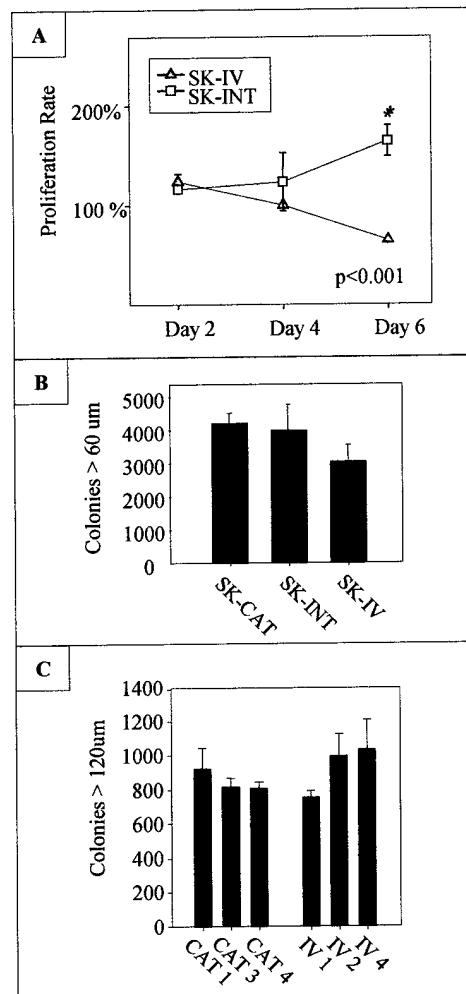 A
SK-IV
SK-INT
Proliferation Rate
200%
100 %
*
p<0.001
Day 2
Day 4
Day 6
B
Colonies > 60 um
5000
4000
3000
2000
1000
0
SK-CAT
SK-INT
SK-IV
C
Colonies > 120um
1400
1200
1000
800
600
400
200
0
CAT 1
CAT 3
CAT 4
IV 1
IV 2
IV 4